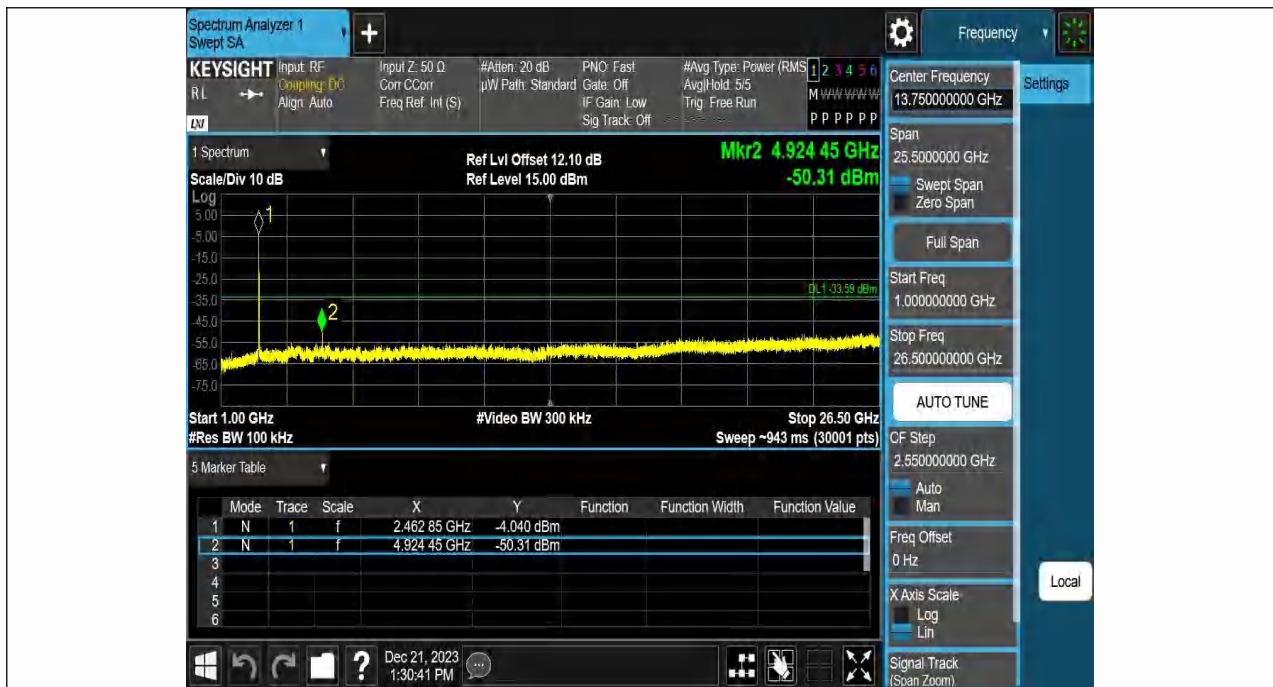 Spectrum Analyzer 1
Swept SA
+
Frequency
KEYSIGHT
RL
LXI
Input: RF
Coupling: DC
Align: Auto
Input Z: 50 Ω
Corr CCorr
Freq Ref: Int (S)
#Atten: 20 dB
µW Path: Standard
PNO: Fast
Gate: Off
IF Gain: Low
Sig Track: Off
#Avg Type: Power (RMS
Avg|Hold: 5/5
Trig: Free Run
1 2 3 4 5 6
M W W W W W
P P P P P P
1 Spectrum
Scale/Div 10 dB
Ref Lvl Offset 12.10 dB
Ref Level 15.00 dBm
Mkr2 4.924 45 GHz
-50.31 dBm
Log
5.00
-5.00
-15.0
-25.0
-35.0
-45.0
-55.0
-65.0
-75.0
1
2
DL1 -33.59 dBm
Start 1.00 GHz
#Res BW 100 kHz
#Video BW 300 kHz
Stop 26.50 GHz
Sweep ~943 ms (30001 pts)
5 Marker Table
Mode Trace Scale X Y Function Function Width Function Value
1 N 1 f 2.462 85 GHz -4.040 dBm
2 N 1 f 4.924 45 GHz -50.31 dBm
3
4
5
6
?
Dec 21, 2023
1:30:41 PM
Center Frequency
13.750000000 GHz
Settings
Span
25.5000000 GHz
Swept Span
Zero Span
Full Span
Start Freq
1.000000000 GHz
Stop Freq
26.500000000 GHz
AUTO TUNE
CF Step
2.550000000 GHz
Auto
Man
Freq Offset
0 Hz
X Axis Scale
Log
Lin
Local
Signal Track
(Span Zoom)